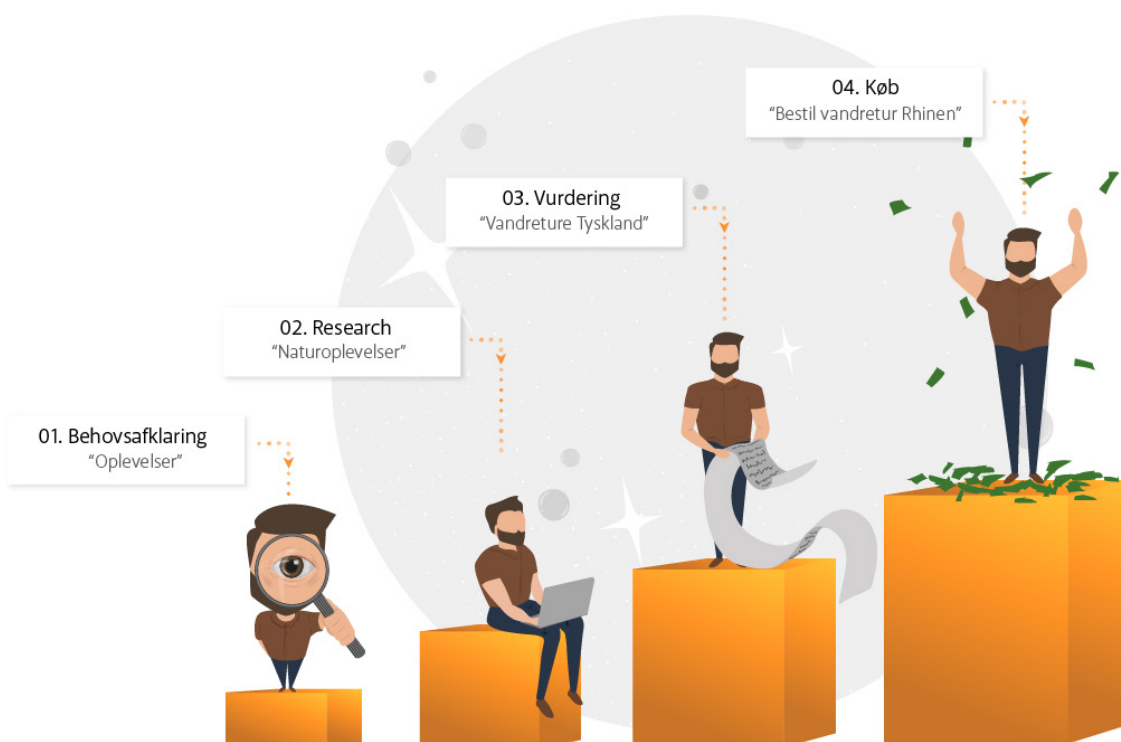 01. Behovsafklaring
“Oplevelser”
02. Research
“Naturoplevelser”
03. Vurdering
“Vandreture Tyskland”
04. Køb
“Bestil vandretur Rhinen”